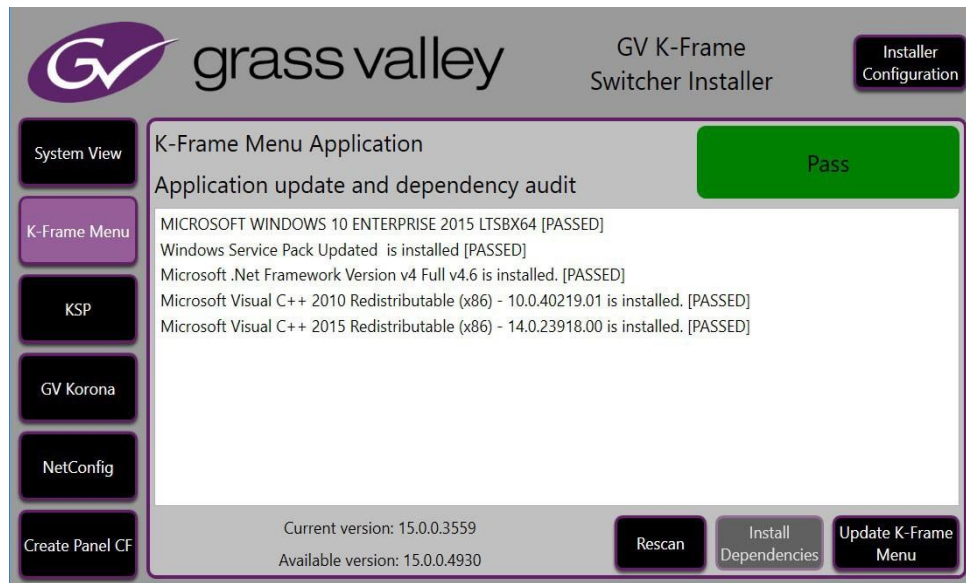 GV grass valley
GV K-Frame
Switcher Installer
Installer
Configuration
System View
K-Frame Menu
KSP
GV Korona
NetConfig
Create Panel CF
K-Frame Menu Application
Pass
Application update and dependency audit
MICROSOFT WINDOWS 10 ENTERPRISE 2015 LTSBX64 [PASSED]
Windows Service Pack Updated  is installed [PASSED]
Microsoft .Net Framework Version v4 Full v4.6 is installed. [PASSED]
Microsoft Visual C++ 2010 Redistributable (x86) - 10.0.40219.01 is installed. [PASSED]
Microsoft Visual C++ 2015 Redistributable (x86) - 14.0.23918.00 is installed. [PASSED]
Current version: 15.0.0.3559
Available version: 15.0.0.4930
Rescan
Install
Dependencies
Update K-Frame
Menu